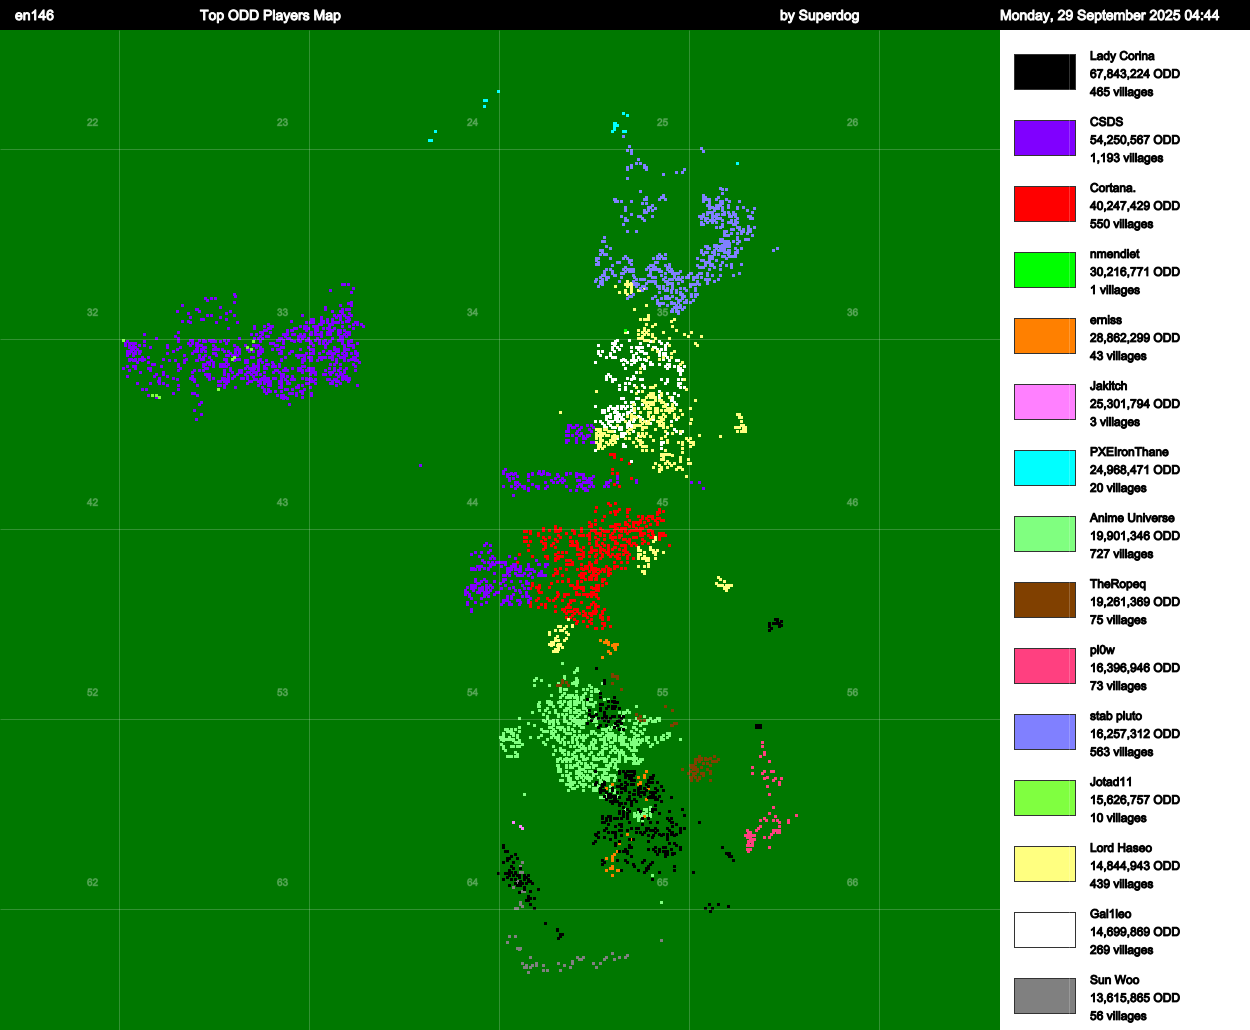 en146 Top ODD Players Map by Superdog Monday, 29 September 2025 04:44
Lady Corina
67,843,224 ODD
465 villages
CSDS
54,250,567 ODD
1,193 villages
Cortana.
40,247,429 ODD
550 villages
nmendlet
30,216,771 ODD
1 villages
emiss
28,862,299 ODD
43 villages
Jakitch
25,301,794 ODD
3 villages
PXEIronThane
24,968,471 ODD
20 villages
Anime Universe
19,901,346 ODD
727 villages
TheRopeq
19,261,369 ODD
75 villages
pl0w
16,396,946 ODD
73 villages
stab pluto
16,257,312 ODD
563 villages
Jotad11
15,626,757 ODD
10 villages
Lord Haseo
14,844,943 ODD
439 villages
Gal1leo
14,699,869 ODD
269 villages
Sun Woo
13,615,865 ODD
56 villages
22 23 24 25 26
32 33 34 35 36
42 43 44 45 46
52 53 54 55 56
62 63 64 65 66